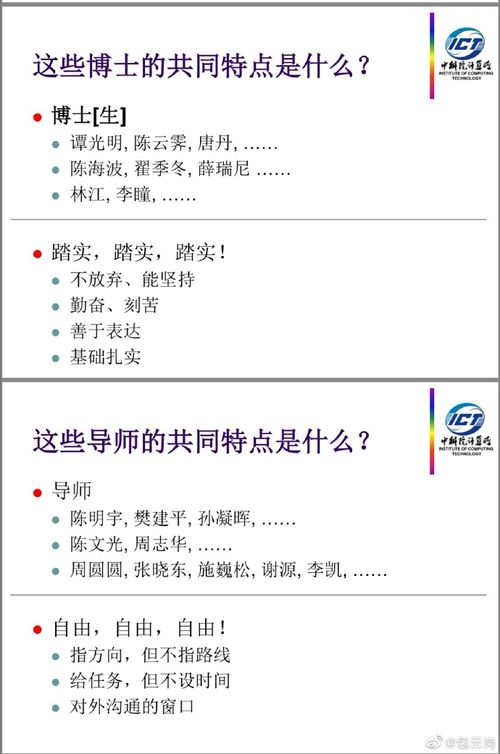 这些博士的共同特点是什么？
ICT
中科院计算所
INSTITUTE OF COMPUTING
TECHNOLOGY
博士[生]
谭光明, 陈云霁, 唐丹, ……
陈海波, 翟季冬, 薛瑞尼 ……
林江, 李瞳, ……
踏实，踏实，踏实！
不放弃、能坚持
勤奋、刻苦
善于表达
基础扎实
这些导师的共同特点是什么？
ICT
中科院计算所
INSTITUTE OF COMPUTING
TECHNOLOGY
导师
陈明宇, 樊建平, 孙凝晖, ……
陈文光, 周志华, ……
周圆圆, 张晓东, 施巍松, 谢源, 李凯, ……
自由，自由，自由！
指方向，但不指路线
给任务，但不设时间
对外沟通的窗口
@包云岗